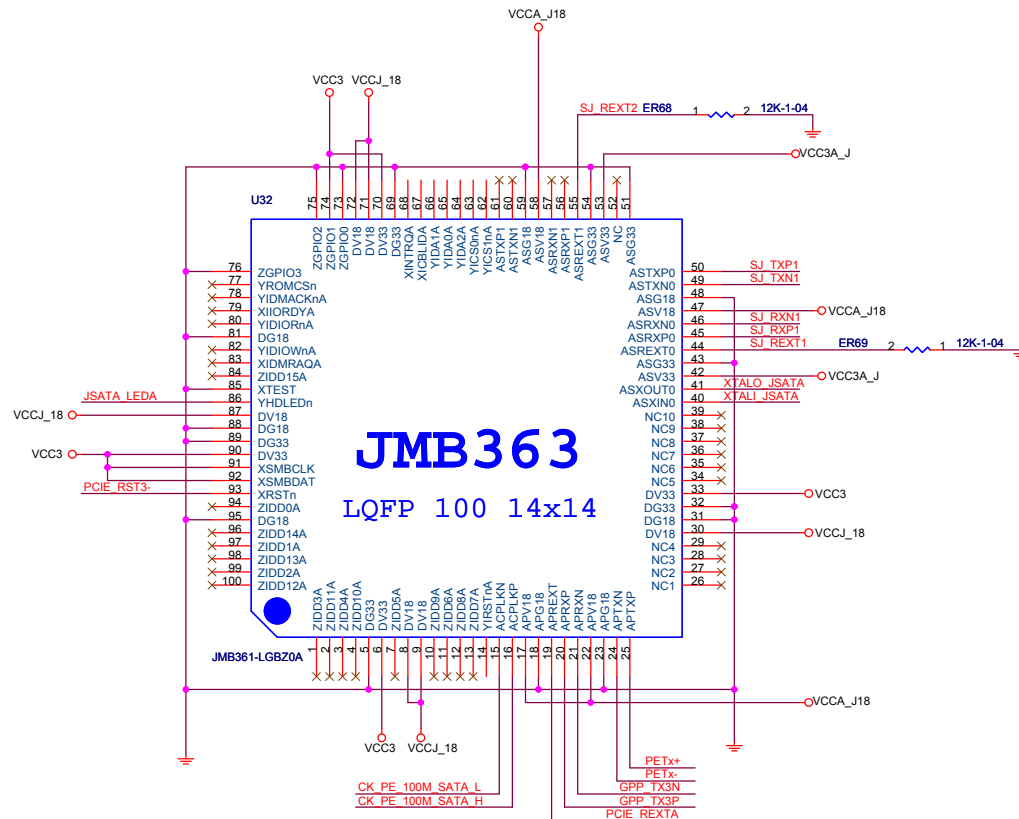 VCCA_J18
VCC3
VCCJ_18
SJ_REXT2
ER68
1
2
12K-1-04
VCC3A_J
U32
75
74
73
72
71
70
69
68
67
66
65
64
63
62
61
60
59
58
57
56
55
54
53
52
51
ZGPIO2
ZGPIO1
ZGPIO0
DV18
DV18
DV33
DG33
XINTRQA
XICBLIDA
YIDA1A
YIDA0A
YIDA2A
YICS0nA
YICS1nA
ASTXP1
ASTXN1
ASG18
ASV18
ASRXN1
ASRXP1
ASREXT1
ASG33
ASV33
NC
ASG33
76 ZGPIO3
77 YROMCSn
78 YIDMACKnA
79 XIORDYA
80 YIDIORnA
81 DG18
82 YIDIOWnA
83 XIDMRAQA
84 ZIDD15A
85 XTEST
JSATA_LEDA 86 YHDLEDn
VCCJ_18 87 DV18
88 DG18
89 DG33
VCC3 90 DV33
91 XSMBCLK
92 XSMBDAT
PCIE_RST3- 93 XRSTn
94 ZIDD0A
95 DG18
96 ZIDD14A
97 ZIDD1A
98 ZIDD13A
99 ZIDD2A
100 ZIDD12A
JMB363
LQFP 100 14x14
ASTXP0 50 SJ_TXP1
ASTXN0 49 SJ_TXN1
ASG18 48
ASV18 47 VCCA_J18
ASRXN0 46 SJ_RXN1
ASRXP0 45 SJ_RXP1
ASREXT0 44 SJ_REXT1 ER69 2 1 12K-1-04
ASG33 43
ASV33 42 VCC3A_J
ASXOUT0 41 XTALO_JSATA
ASXIN0 40 XTALI_JSATA
NC10 39
NC9 38
NC8 37
NC7 36
NC6 35
NC5 34
DV33 33 VCC3
DG33 32
DG18 31
DV18 30 VCCJ_18
NC4 29
NC3 28
NC2 27
NC1 26
ZIDD3A
ZIDD11A
ZIDD4A
ZIDD10A
DG33
DV33
ZIDD5A
DV18
DV18
ZIDD9A
ZIDD6A
ZIDD8A
ZIDD7A
YIRSTnA
ACPLKN
ACPLKP
APV18
APG18
APREXT
APRXP
APRXN
APV18
APG18
APTXN
APTXP
JMB361-LGBZ0A
1
2
3
4
5
6
7
8
9
10
11
12
13
14
15
16
17
18
19
20
21
22
23
24
25
VCCA_J18
VCC3
VCCJ_18
PETx+
PETx-
CK_PE_100M_SATA_L
GPP_TX3N
CK_PE_100M_SATA_H
GPP_TX3P
PCIE_REXTA